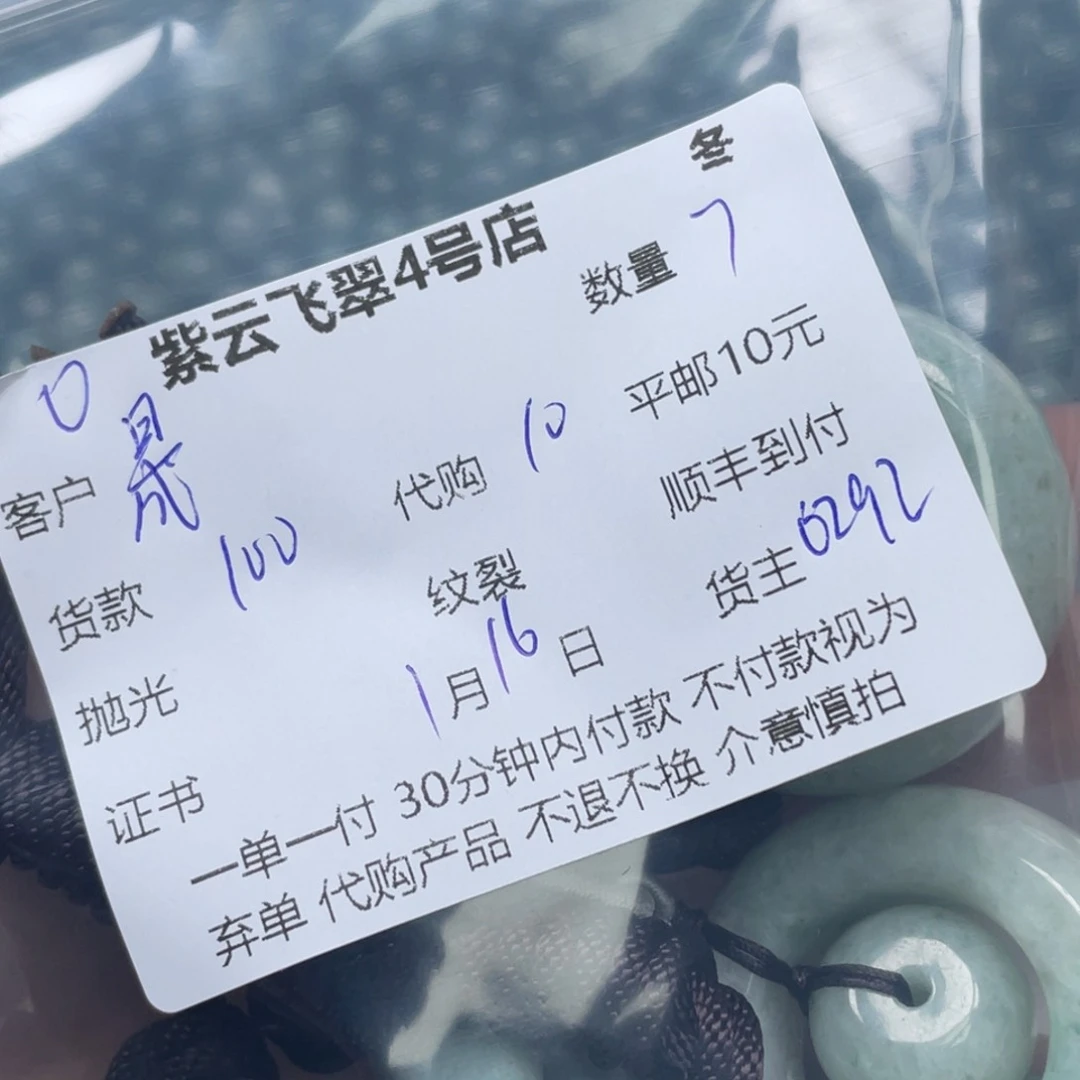 冬
紫云飞翠4号店
数量 7
0
客户 晟 代购 10 平邮10元
货款 100 纹裂 顺丰到付
抛光 1月16日 货主 0292
证书
一单一付 30分钟内付款 不付款视为
弃单 代购产品 不退不换 介意慎拍